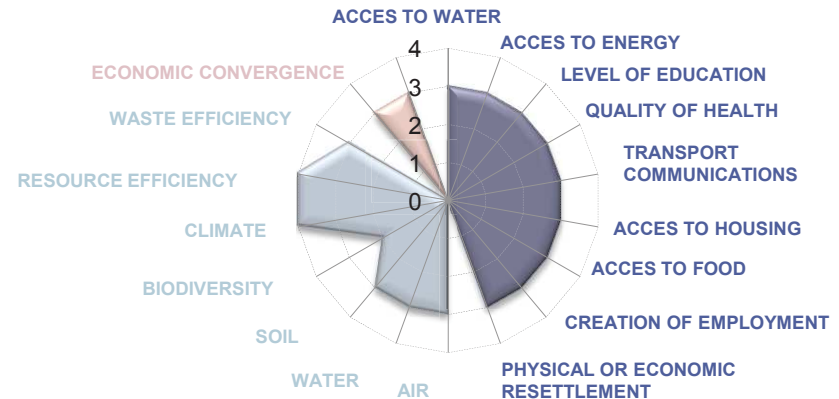 ACCES TO WATER
ACCES TO ENERGY
LEVEL OF EDUCATION
QUALITY OF HEALTH
TRANSPORT
COMMUNICATIONS
ACCES TO HOUSING
ACCES TO FOOD
CREATION OF EMPLOYMENT
PHYSICAL OR ECONOMIC
RESETTLEMENT
AIR
WATER
SOIL
BIODIVERSITY
CLIMATE
RESOURCE EFFICIENCY
WASTE EFFICIENCY
ECONOMIC CONVERGENCE
4
3
2
1
0